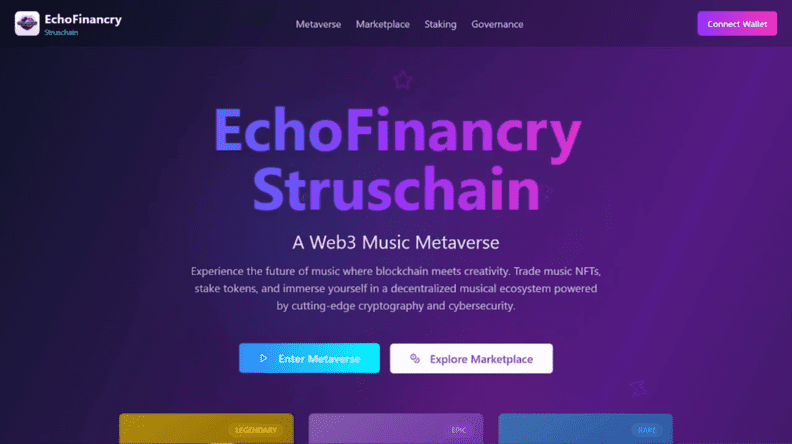 EchoFinancry
Struschain
Metaverse
Marketplace
Staking
Governance
Connect Wallet
EchoFinancry
Struschain
A Web3 Music Metaverse
Experience the future of music where blockchain meets creativity. Trade music NFTs,
stake tokens, and immerse yourself in a decentralized musical ecosystem powered
by cutting-edge cryptography and cybersecurity.
Enter Metaverse
Explore Marketplace
LEGENDARY
EPIC
RARE